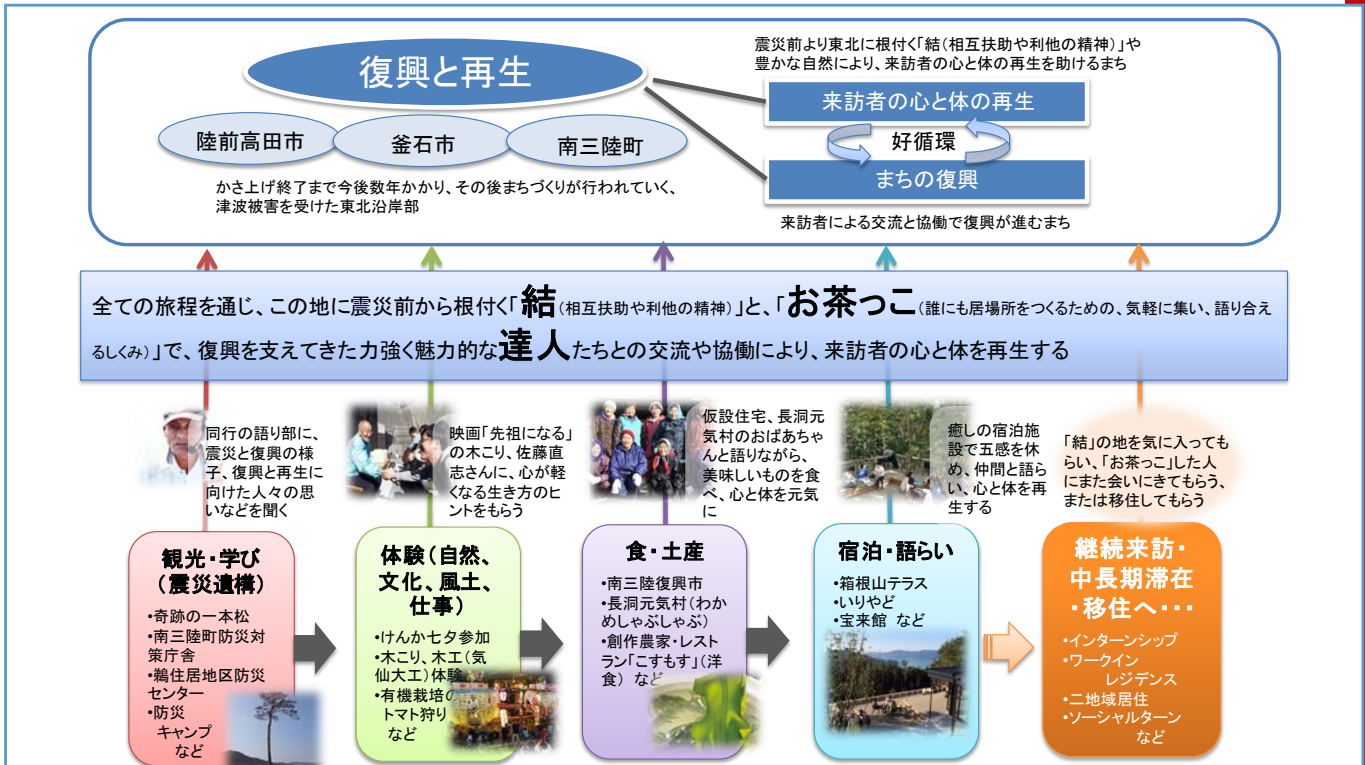 復興と再生
陸前高田市
釜石市
南三陸町
かさ上げ終了まで今後数年かかり、その後まちづくりが行われていく、
津波被害を受けた東北沿岸部
震災前より東北に根付く「結(相互扶助や利他の精神)」や
豊かな自然により、来訪者の心と体の再生を助けるまち
来訪者の心と体の再生
好循環
まちの復興
来訪者による交流と協働で復興が進むまち
全ての旅程を通じ、この地に震災前から根付く「結(相互扶助や利他の精神)」と、「お茶っこ(誰にも居場所をつくるための、気軽に集い、語り合え
るしくみ)」で、復興を支えてきた力強く魅力的な達人たちとの交流や協働により、来訪者の心と体を再生する
同行の語り部に、
震災と復興の様
子、復興と再生に
向けた人々の思
いなどを聞く
映画「先祖になる」
の木こり、佐藤直
志さんに、心が軽
くなる生き方のヒ
ントをもらう
仮設住宅、長洞元
気村のおばあちゃ
んと語りながら、
美味しいものを食
べ、心と体を元気
に
癒しの宿泊施
設で五感を休
め、仲間と語ら
い、心と体を再
生する
「結」の地を気に入っても
らい、「お茶っこ」した人
にまた会いにきてもらう、
または移住してもらう
観光・学び
(震災遺構)
•奇跡の一本松
•南三陸町防災対
策庁舎
•鵜住居地区防災
センター
•防災
キャンプ
など
体験(自然、
文化、風土、
仕事)
•けんか七夕参加
•木こり、木工(気
仙大工)体験
•有機栽培の
トマト狩り
など
食・土産
•南三陸復興市
•長洞元気村(わか
めしゃぶしゃぶ)
•創作農家・レスト
ラン「こすもす」(洋
食) など
宿泊・語らい
•箱根山テラス
•いりやど
•宝来館 など
継続来訪・
中長期滞在
・移住へ・・・
•インターンシップ
•ワークイン
レジデンス
•二地域居住
•ソーシャルターン
など